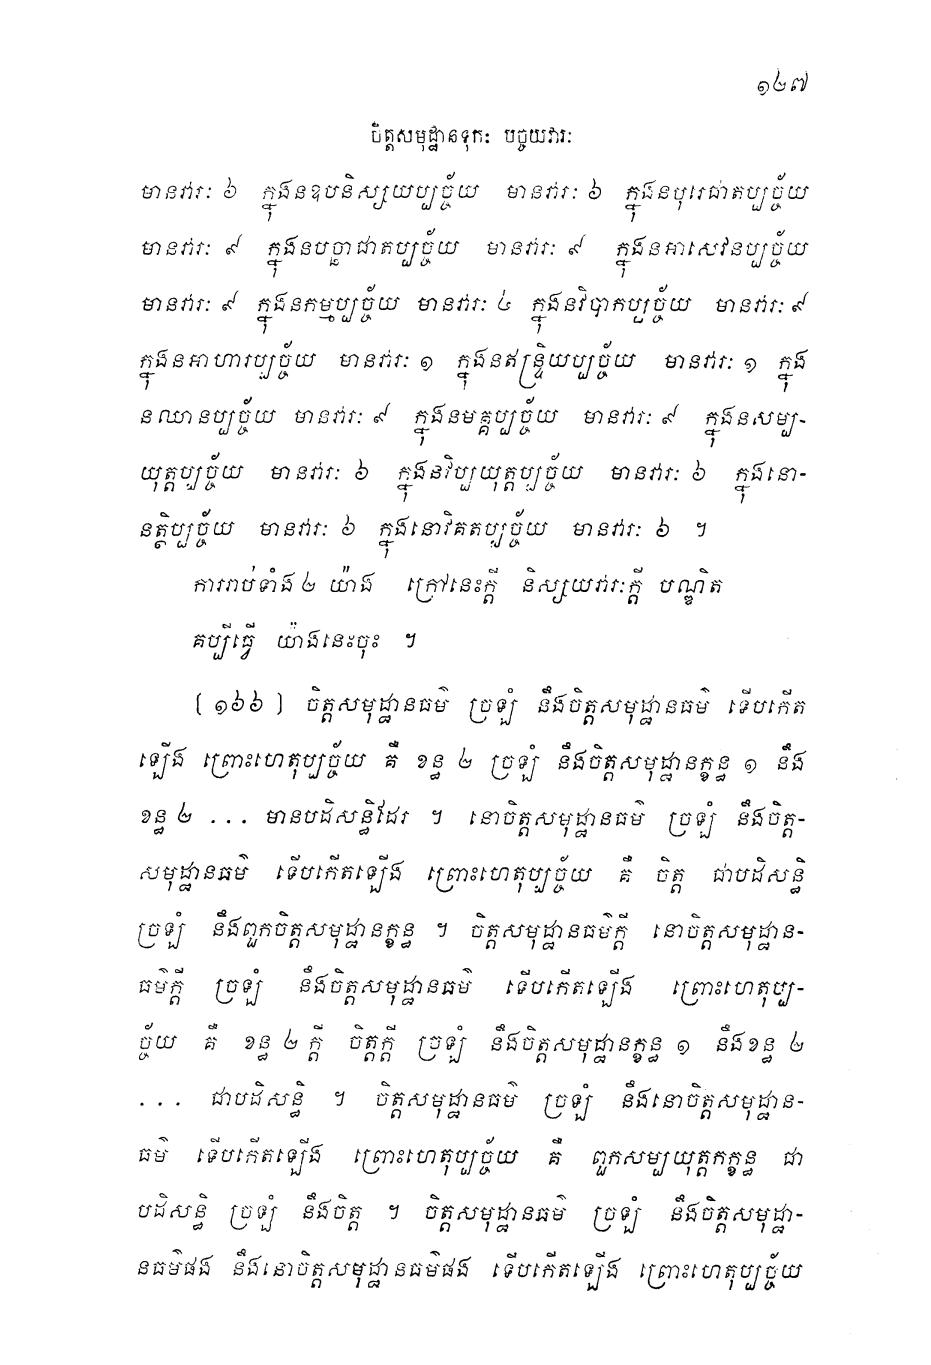 ១២៧
ចិត្តសមុដ្ឋានទុកៈ បច្ចយវារៈ
មានវារៈ ៦ ក្នុងនឧបនិស្សយប្បច្ច័យ មានវារៈ ៦ ក្នុងនបុរេជាតប្បច្ច័យ
មានវារៈ ៩ ក្នុងនបច្ឆាជាតប្បច្ច័យ មានវារៈ ៩ ក្នុងនអាសេវនប្បច្ច័យ
មានវារៈ ៩ ក្នុងនកម្មប្បច្ច័យ មានវារៈ ៤ ក្នុងនវិបាកប្បច្ច័យ មានវារៈ ៩
ក្នុងនអាហារប្បច្ច័យ មានវារៈ ១ ក្នុងនឥន្ទ្រិយប្បច្ច័យ មានវារៈ ១ ក្នុង
នឈានប្បច្ច័យ មានវារៈ ៩ ក្នុងនមគ្គប្បច្ច័យ មានវារៈ ៩ ក្នុងនសម្ប-
យុត្តប្បច្ច័យ មានវារៈ ៦ ក្នុងនវិប្បយុត្តប្បច្ច័យ មានវារៈ ៦ ក្នុងនោ-
នត្ថិប្បច្ច័យ មានវារៈ ៦ ក្នុងនោវិគតប្បច្ច័យ មានវារៈ ៦ ។
ការរាប់ទាំង ២ យ៉ាង ក្រៅនេះក្តី និស្សយវារៈក្តី បណ្ឌិត
គប្បីធ្វើ យ៉ាងនេះចុះ ។
[ ១៦៦ ] ចិត្តសមុដ្ឋានធម៌ ច្រឡំ នឹងចិត្តសមុដ្ឋានធម៌ ទើបកើត
ឡើង ព្រោះហេតុប្បច្ច័យ គឺ ខន្ធ ២ ច្រឡំ នឹងចិត្តសមុដ្ឋានក្ខន្ធ ១ នឹង
ខន្ធ ២ ... មានបដិសន្ធិដែរ ។ នោចិត្តសមុដ្ឋានធម៌ ច្រឡំ នឹងចិត្ត-
សមុដ្ឋានធម៌ ទើបកើតឡើង ព្រោះហេតុប្បច្ច័យ គឺ ចិត្ត ជាបដិសន្ធិ
ច្រឡំ នឹងពួកចិត្តសមុដ្ឋានក្ខន្ធ ។ ចិត្តសមុដ្ឋានធម៌ក្តី នោចិត្តសមុដ្ឋាន-
ធម៌ក្តី ច្រឡំ នឹងចិត្តសមុដ្ឋានធម៌ ទើបកើតឡើង ព្រោះហេតុប្ប-
ច្ច័យ គឺ ខន្ធ ២ ក្តី ចិត្តក្តី ច្រឡំ នឹងចិត្តសមុដ្ឋានក្ខន្ធ ១ នឹងខន្ធ ២
... ជាបដិសន្ធិ ។ ចិត្តសមុដ្ឋានធម៌ ច្រឡំ នឹងនោចិត្តសមុដ្ឋាន-
ធម៌ ទើបកើតឡើង ព្រោះហេតុប្បច្ច័យ គឺ ពួកសម្បយុត្តកក្ខន្ធ ជា
បដិសន្ធិ ច្រឡំ នឹងចិត្ត ។ ចិត្តសមុដ្ឋានធម៌ ច្រឡំ នឹងចិត្តសមុដ្ឋា-
នធម៌ផង នឹងនោចិត្តសមុដ្ឋានធម៌ផង ទើបកើតឡើង ព្រោះហេតុប្បច្ច័យ